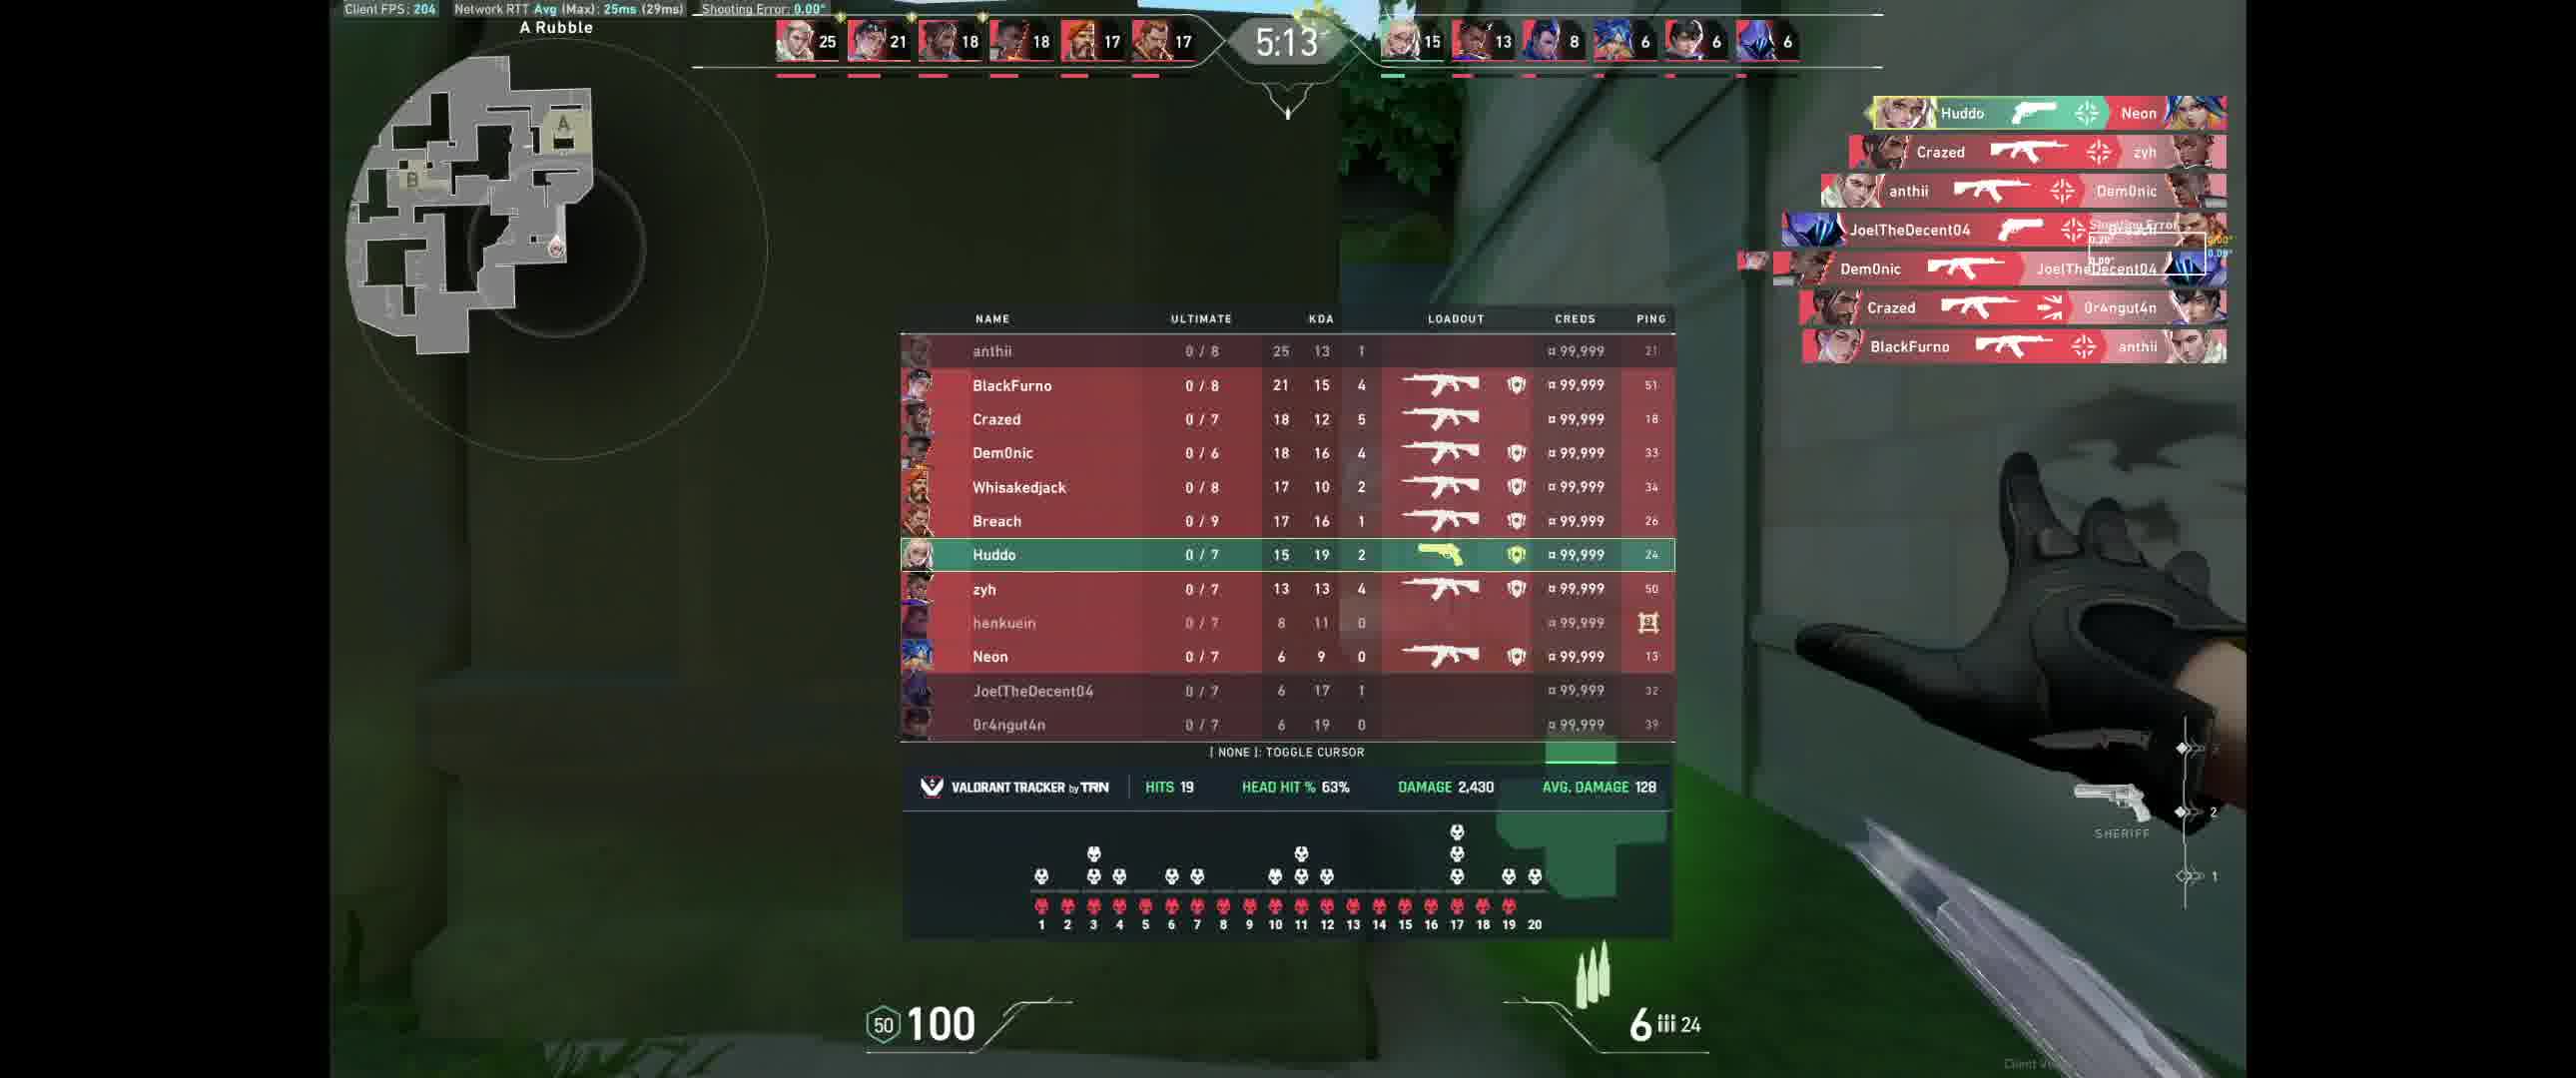 Client FPS: 204 Network RTT Avg (Max): 25ms (29ms) Shooting Error: 0.00°
A Rubble
25 21 18 18 17 17 5:13 15 13 8 6 6 6
A
B
Huddo Neon
Crazed zyh
anthii Dem0nic
JoelTheDecent04
Shooting Error
Dem0nic JoelTheDecent04
Crazed 0r4ngut4n
BlackFurno anthii
NAME ULTIMATE KDA LOADOUT CREDS PING
anthii 0 / 8 25 13 1 ¤ 99,999 21
BlackFurno 0 / 8 21 15 4 ¤ 99,999 51
Crazed 0 / 7 18 12 5 ¤ 99,999 18
Dem0nic 0 / 6 18 16 4 ¤ 99,999 33
Whisakedjack 0 / 8 17 10 2 ¤ 99,999 34
Breach 0 / 9 17 16 1 ¤ 99,999 26
Huddo 0 / 7 15 19 2 ¤ 99,999 24
zyh 0 / 7 13 13 4 ¤ 99,999 50
henkuein 0 / 7 8 11 0 ¤ 99,999
Neon 0 / 7 6 9 0 ¤ 99,999 13
JoelTheDecent04 0 / 7 6 17 1 ¤ 99,999 32
0r4ngut4n 0 / 7 6 19 0 ¤ 99,999 39
[ NONE ]: TOGGLE CURSOR
VALORANT TRACKER by TRN HITS 19 HEAD HIT % 63% DAMAGE 2,430 AVG. DAMAGE 128
1 2 3 4 5 6 7 8 9 10 11 12 13 14 15 16 17 18 19 20
3
2
SHERIFF
1
50 100
6 24
Client